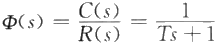 Φ(s) = C(s)/R(s) = 1/(Ts + 1)